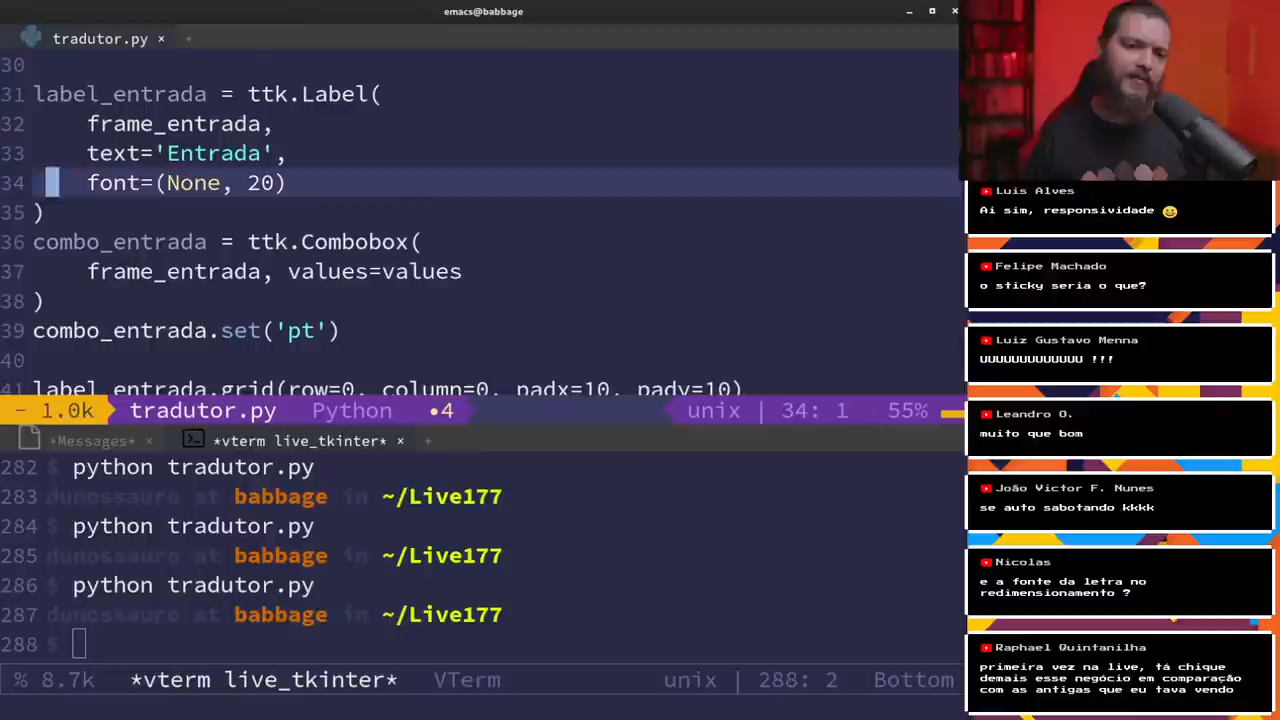 emacs@babbage
tradutor.py × +
30
31 label_entrada = ttk.Label(
32 frame_entrada,
33 text='Entrada',
34 font=(None, 20)
35 )
36 combo_entrada = ttk.Combobox(
37 frame_entrada, values=values
38 )
39 combo_entrada.set('pt')
40
41 label_entrada.grid(row=0, column=0, padx=10, pady=10)
- 1.0k tradutor.py Python •4 unix | 34: 1 55%
*Messages* × *vterm live_tkinter* × +
282 $ python tradutor.py
283 dunossauro at babbage in ~/Live177
284 $ python tradutor.py
285 dunossauro at babbage in ~/Live177
286 $ python tradutor.py
287 dunossauro at babbage in ~/Live177
288 $
% 8.7k *vterm live_tkinter* VTerm unix | 288: 2 Bottom
Luis Alves
Ai sim, responsividade 😀
Felipe Machado
o sticky seria o que?
Luiz Gustavo Menna
UUUUUUUUUUUUU !!!
Leandro O.
muito que bom
João Victor F. Nunes
se auto sabotando kkkk
Nicolas
e a fonte da letra no
redimensionamento ?
Raphael Quintanilha
primeira vez na live, tá chique
demais esse negócio em comparação
com as antigas que eu tava vendo